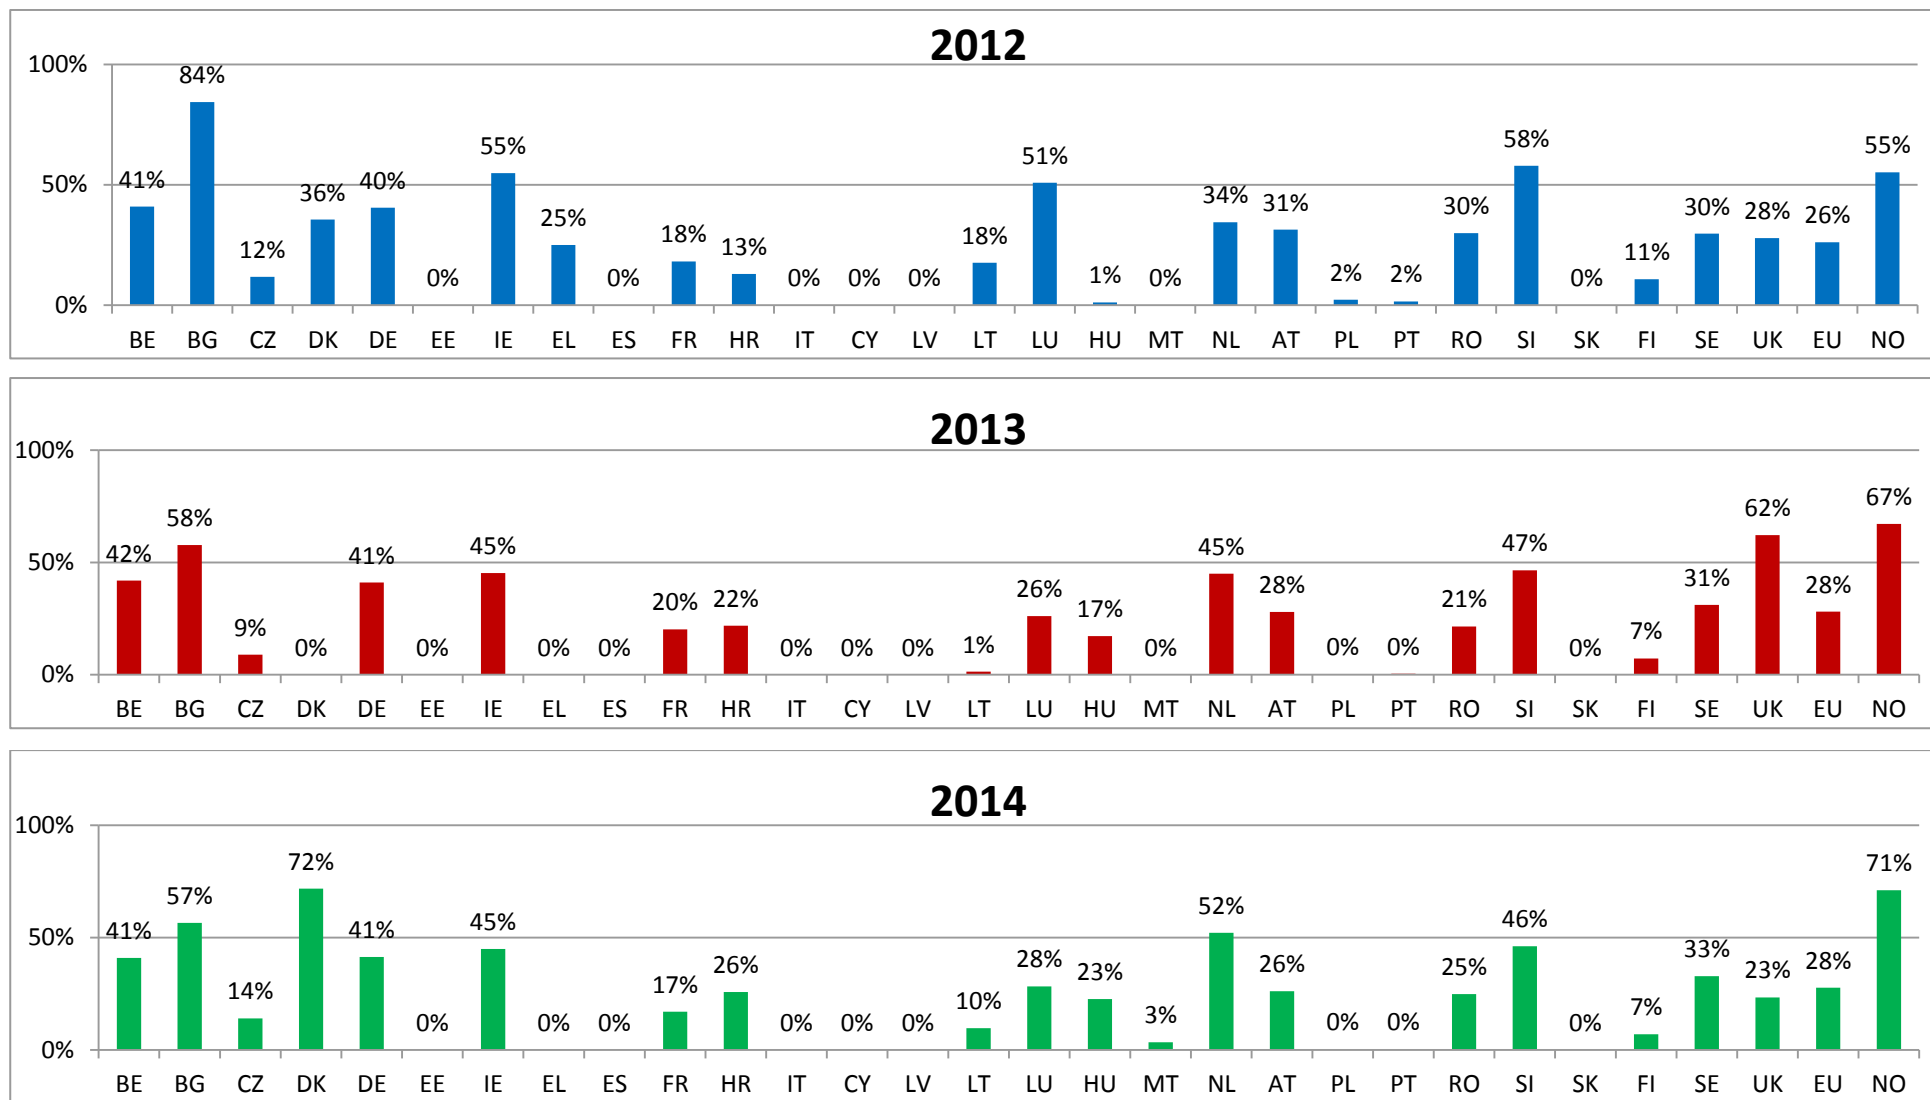 2012
100%
50%
0%
41% 84% 12% 36% 40% 0% 55% 25% 0% 18% 13% 0% 0% 0% 18% 51% 1% 0% 34% 31% 2% 2% 30% 58% 0% 11% 30% 28% 26% 55%
BE BG CZ DK DE EE IE EL ES FR HR IT CY LV LT LU HU MT NL AT PL PT RO SI SK FI SE UK EU NO
2013
100%
50%
0%
42% 58% 9% 0% 41% 0% 45% 0% 0% 20% 22% 0% 0% 0% 1% 26% 17% 0% 45% 28% 0% 0% 21% 47% 0% 7% 31% 62% 28% 67%
BE BG CZ DK DE EE IE EL ES FR HR IT CY LV LT LU HU MT NL AT PL PT RO SI SK FI SE UK EU NO
2014
100%
50%
0%
41% 57% 14% 72% 41% 0% 45% 0% 0% 17% 26% 0% 0% 0% 10% 28% 23% 3% 52% 26% 0% 0% 25% 46% 0% 7% 33% 23% 28% 71%
BE BG CZ DK DE EE IE EL ES FR HR IT CY LV LT LU HU MT NL AT PL PT RO SI SK FI SE UK EU NO